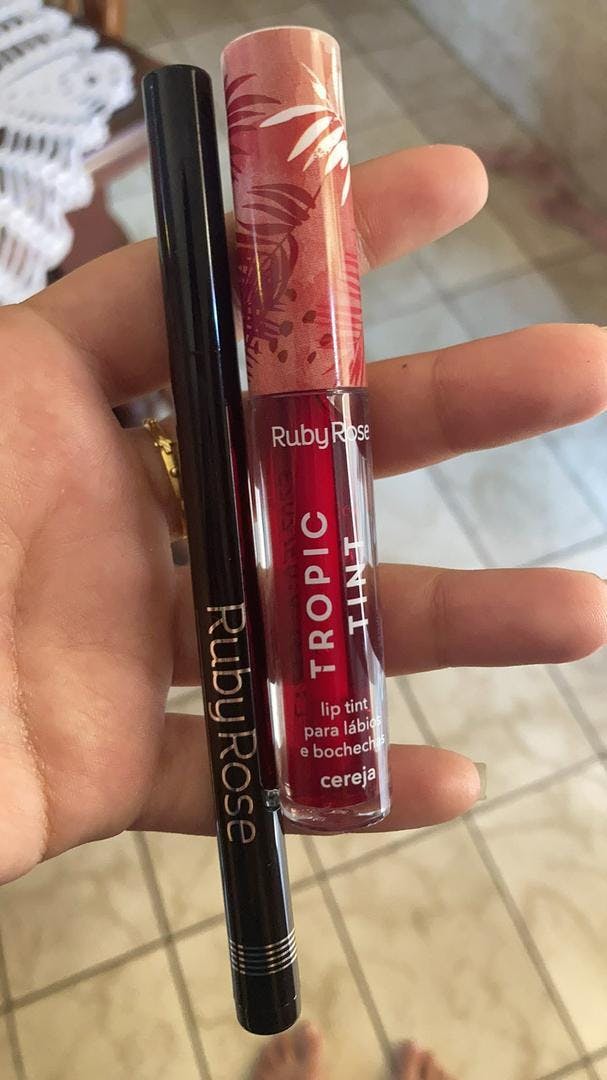 RubyRose
RubyRose
TROPIC
TINT
lip tint
para lábios
e bochechas
cereja